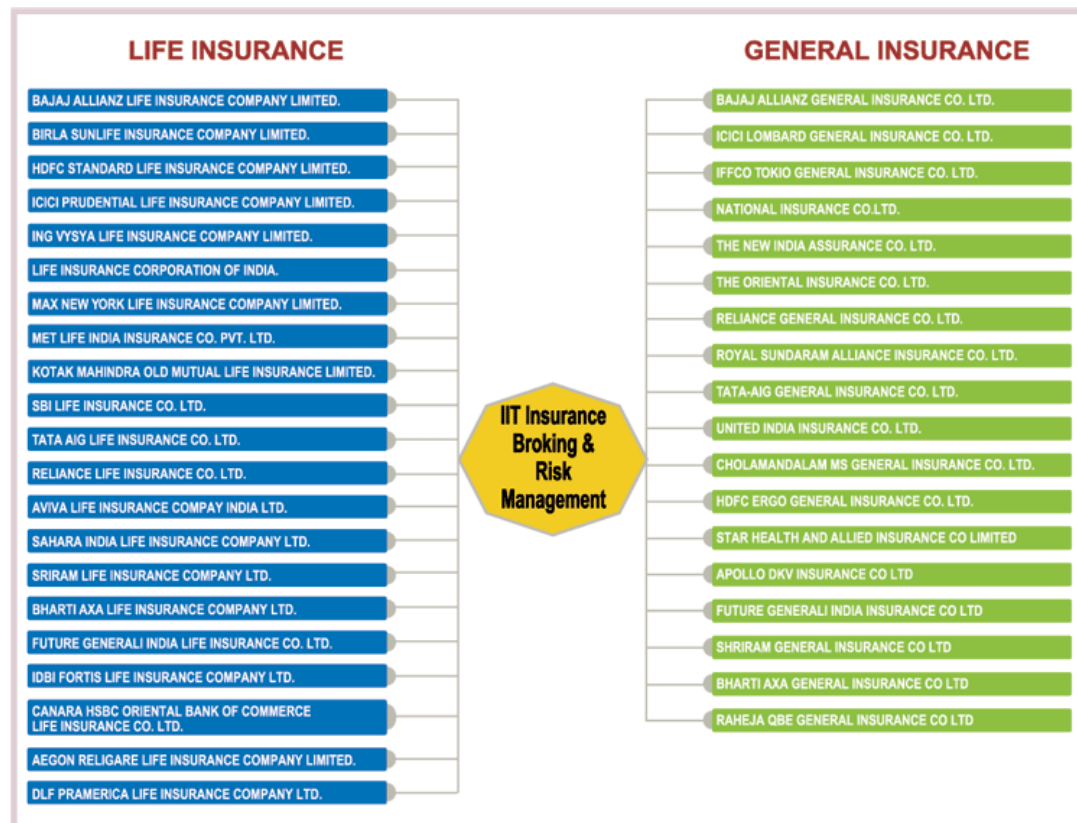 LIFE INSURANCE
BAJAJ ALLIANZ LIFE INSURANCE COMPANY LIMITED.
BIRLA SUNLIFE INSURANCE COMPANY LIMITED.
HDFC STANDARD LIFE INSURANCE COMPANY LIMITED.
ICICI PRUDENTIAL LIFE INSURANCE COMPANY LIMITED.
ING VYSYA LIFE INSURANCE COMPANY LIMITED.
LIFE INSURANCE CORPORATION OF INDIA.
MAX NEW YORK LIFE INSURANCE COMPANY LIMITED.
MET LIFE INDIA INSURANCE CO. PVT. LTD.
KOTAK MAHINDRA OLD MUTUAL LIFE INSURANCE LIMITED.
SBI LIFE INSURANCE CO. LTD.
TATA AIG LIFE INSURANCE CO. LTD.
RELIANCE LIFE INSURANCE CO. LTD.
AVIVA LIFE INSURANCE COMPAY INDIA LTD.
SAHARA INDIA LIFE INSURANCE COMPANY LTD.
SRIRAM LIFE INSURANCE COMPANY LTD.
BHARTI AXA LIFE INSURANCE COMPANY LTD.
FUTURE GENERALI INDIA LIFE INSURANCE CO. LTD.
IDBI FORTIS LIFE INSURANCE COMPANY LTD.
CANARA HSBC ORIENTAL BANK OF COMMERCE
LIFE INSURANCE CO. LTD.
AEGON RELIGARE LIFE INSURANCE COMPANY LIMITED.
DLF PRAMERICA LIFE INSURANCE COMPANY LTD.
IIT Insurance
Broking &
Risk
Management
GENERAL INSURANCE
BAJAJ ALLIANZ GENERAL INSURANCE CO. LTD.
ICICI LOMBARD GENERAL INSURANCE CO. LTD.
IFFCO TOKIO GENERAL INSURANCE CO. LTD.
NATIONAL INSURANCE CO.LTD.
THE NEW INDIA ASSURANCE CO. LTD.
THE ORIENTAL INSURANCE CO. LTD.
RELIANCE GENERAL INSURANCE CO. LTD.
ROYAL SUNDARAM ALLIANCE INSURANCE CO. LTD.
TATA-AIG GENERAL INSURANCE CO. LTD.
UNITED INDIA INSURANCE CO. LTD.
CHOLAMANDALAM MS GENERAL INSURANCE CO. LTD.
HDFC ERGO GENERAL INSURANCE CO. LTD.
STAR HEALTH AND ALLIED INSURANCE CO LIMITED
APOLLO DKV INSURANCE CO LTD
FUTURE GENERALI INDIA INSURANCE CO LTD
SHRIRAM GENERAL INSURANCE CO LTD
BHARTI AXA GENERAL INSURANCE CO LTD
RAHEJA QBE GENERAL INSURANCE CO LTD